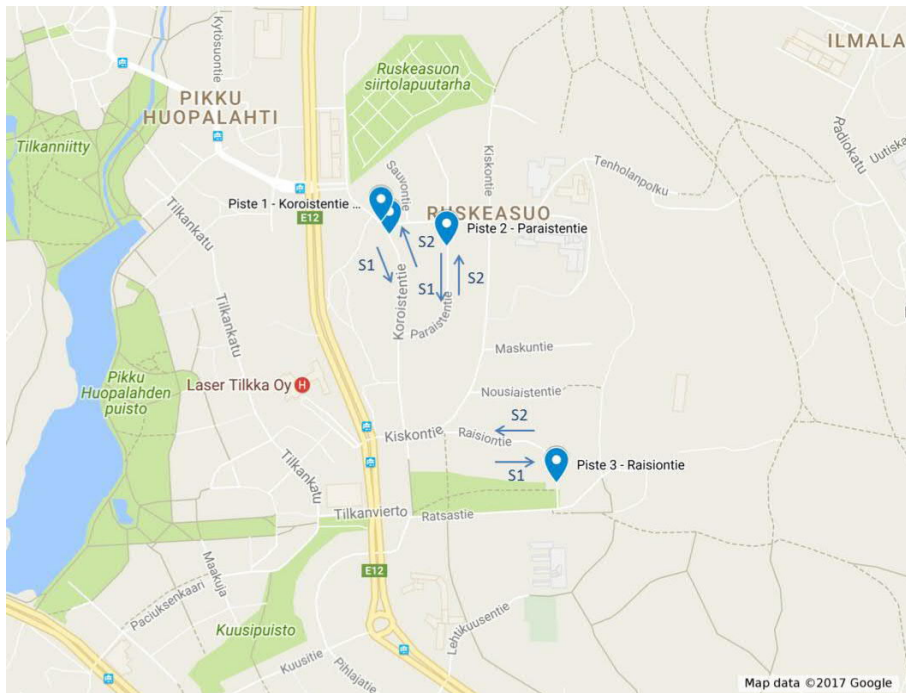 Kytösuontie
ILMALA
Ruskeasuon
siirtolapuutarha
PIKKU
HUOPALAHTI
Tilkanniitty
Radiokatu
Uutiska
Sauvontie
Kiskontie
Tenholanpolku
Tilkankatu
Piste 1 - Koroistentie ...
E12
RUSKEASUO
Piste 2 - Paraistentie
S2
S1
S1
S2
Koroistentie
Paraistentie
Tilkankatu
Maskuntie
Pikku
Huopalahden
puisto
Laser Tilkka Oy
H
Nousiaistentie
S2
Kiskontie
Raisiontie
Piste 3 - Raisiontie
S1
Tilkankatu
Tilkanvierto
Ratsastie
Maakuja
E12
Paciuksenkaari
Kuusipuisto
Lehtikuusentie
Kuusitie
Pihlajatie
Map data ©2017 Google